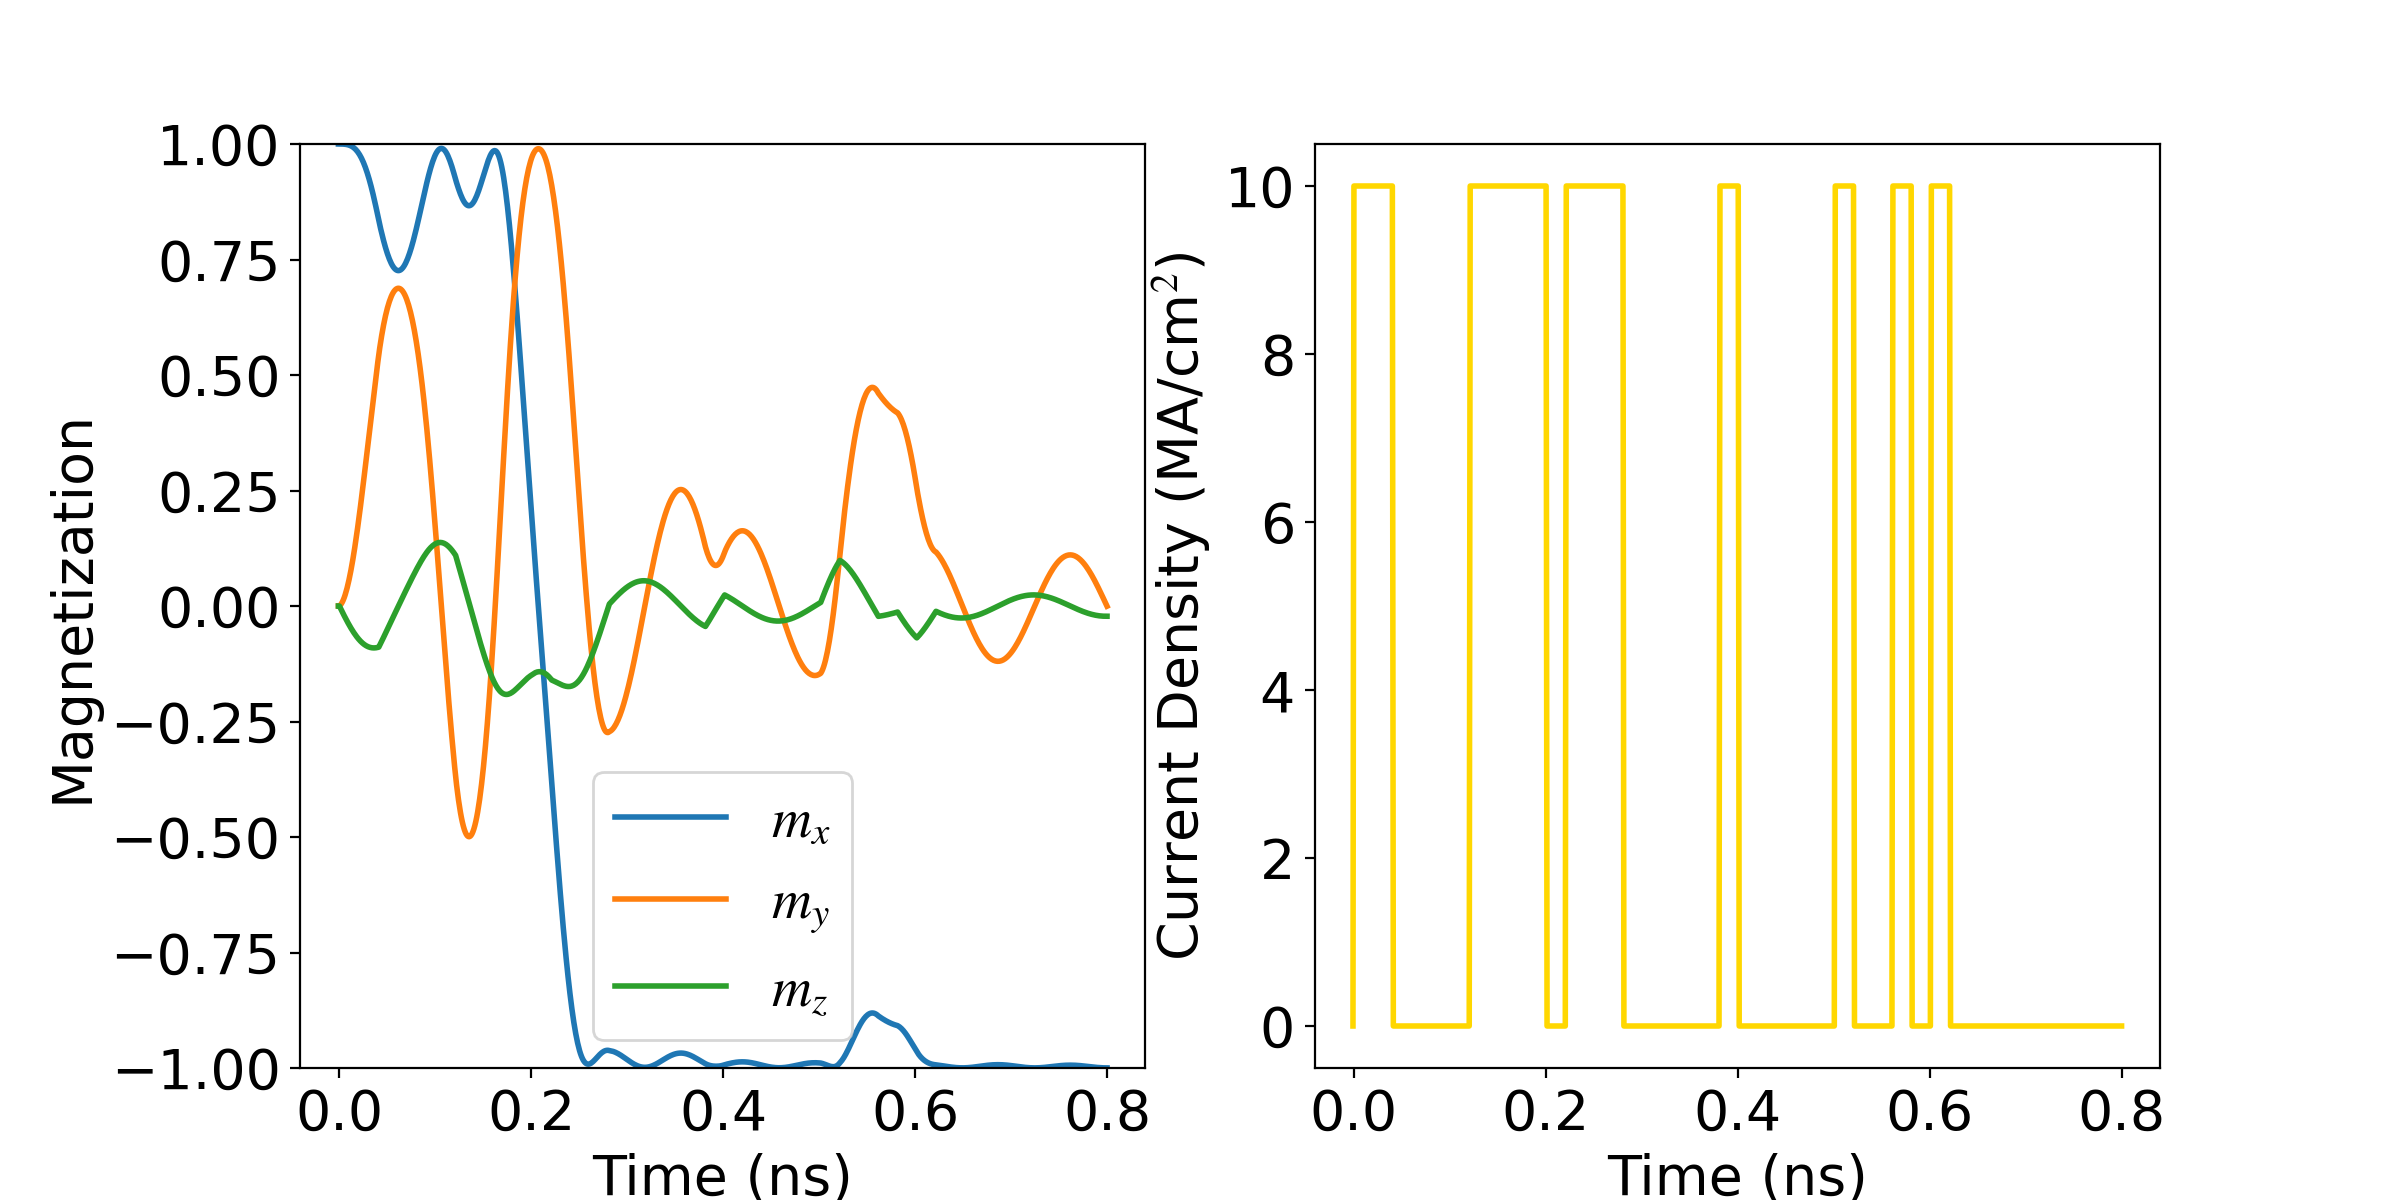 Magnetization
1.00
0.75
0.50
0.25
0.00
−0.25
−0.50
−0.75
−1.00
m_x
m_y
m_z
0.0 0.2 0.4 0.6 0.8
Time (ns)
Current Density (MA/cm²)
10
8
6
4
2
0
0.0 0.2 0.4 0.6 0.8
Time (ns)